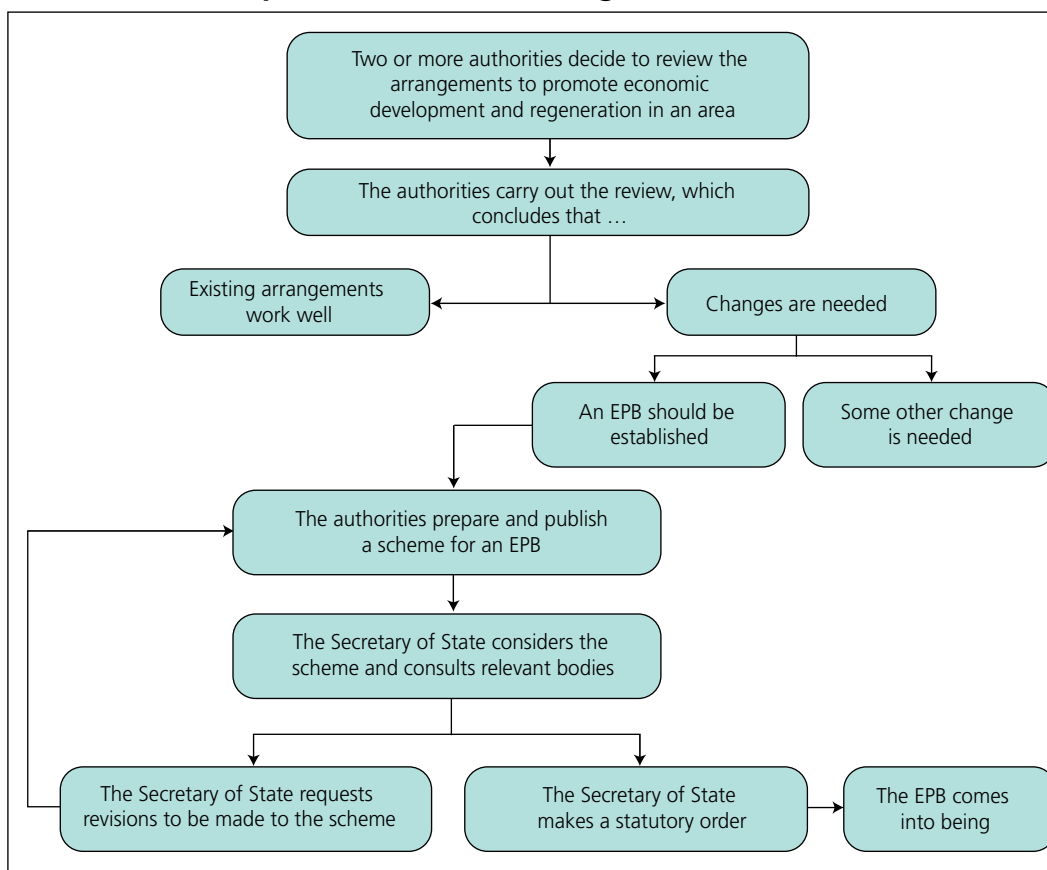 Two or more authorities decide to review the
arrangements to promote economic
development and regeneration in an area
The authorities carry out the review, which
concludes that ...
Existing arrangements
work well
Changes are needed
An EPB should be
established
Some other change
is needed
The authorities prepare and publish
a scheme for an EPB
The Secretary of State considers the
scheme and consults relevant bodies
The Secretary of State requests
revisions to be made to the scheme
The Secretary of State
makes a statutory order
The EPB comes
into being